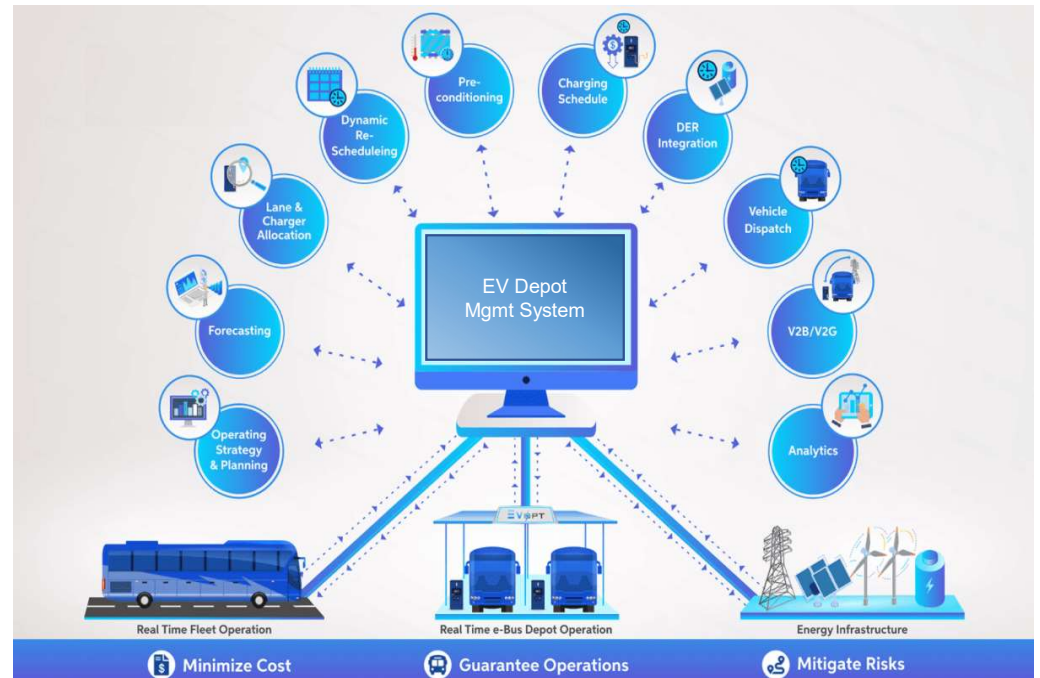 Pre-
conditioning
Charging
Schedule
Dynamic
Re-
Scheduleing
DER
Integration
Lane &
Charger
Allocation
Vehicle
Dispatch
EV Depot
Mgmt System
Forecasting
V2B/V2G
Operating
Strategy
& Planning
Analytics
EVOPT
Real Time Fleet Operation
Real Time e-Bus Depot Operation
Energy Infrastructure
$ Minimize Cost
Guarantee Operations
Mitigate Risks